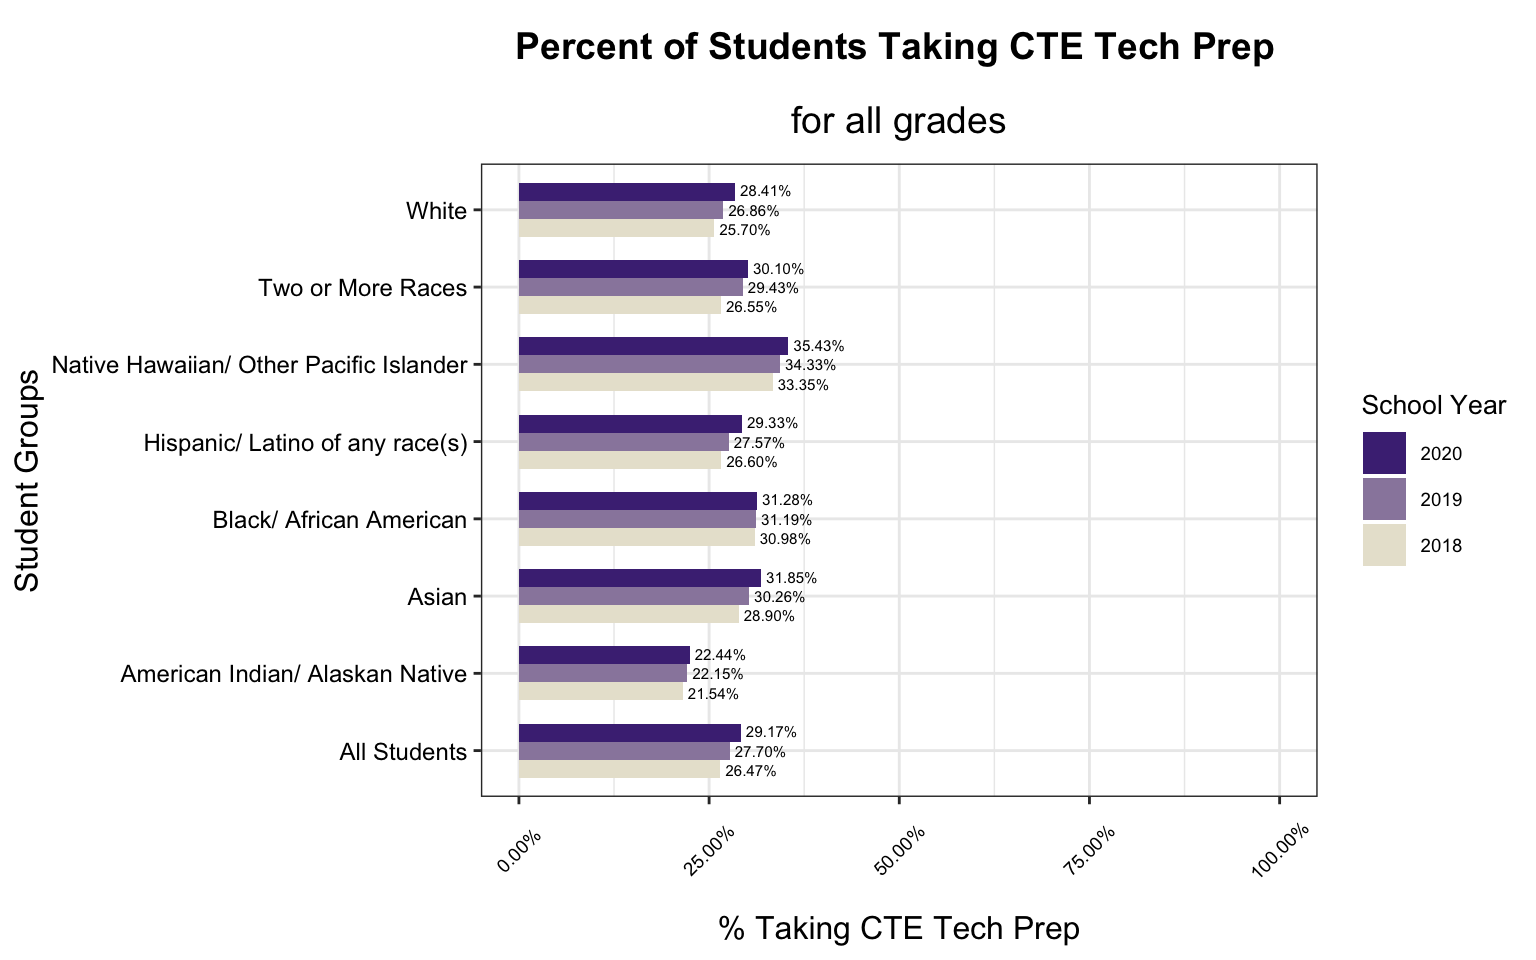 Percent of Students Taking CTE Tech Prep
for all grades
Student Groups
White
28.41%
26.86%
25.70%
Two or More Races
30.10%
29.43%
26.55%
Native Hawaiian/ Other Pacific Islander
35.43%
34.33%
33.35%
Hispanic/ Latino of any race(s)
29.33%
27.57%
26.60%
Black/ African American
31.28%
31.19%
30.98%
Asian
31.85%
30.26%
28.90%
American Indian/ Alaskan Native
22.44%
22.15%
21.54%
All Students
29.17%
27.70%
26.47%
0.00%
25.00%
50.00%
75.00%
100.00%
% Taking CTE Tech Prep
School Year
2020
2019
2018